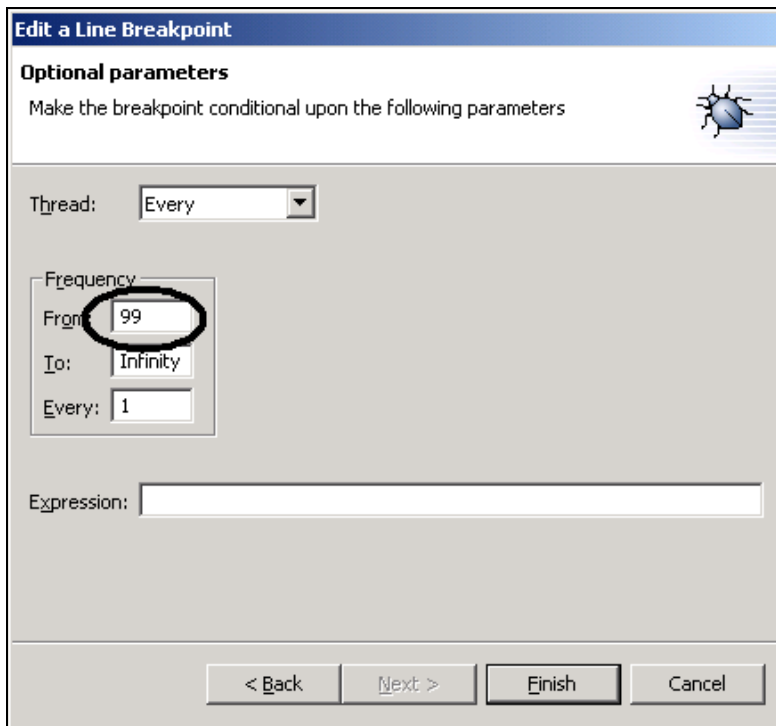 Edit a Line Breakpoint
Optional parameters
Make the breakpoint conditional upon the following parameters
Thread: Every
Frequency
From: 99
To: Infinity
Every: 1
Expression:
< Back Next > Finish Cancel